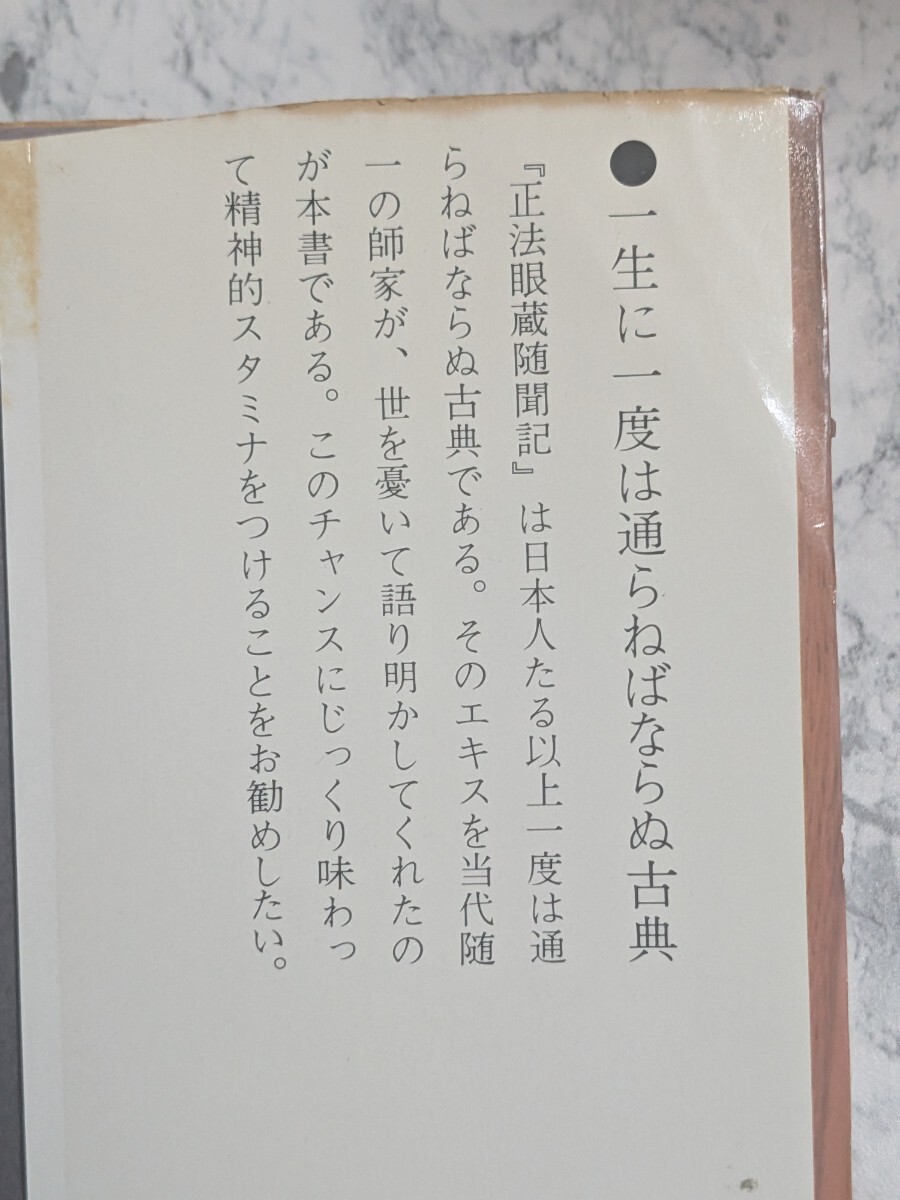 ●一生に一度は通らねばならぬ古典
『正法眼蔵随聞記』は日本人たる以上一度は通
らねばならぬ古典である。そのエキスを当代随
一の師家が、世を憂いて語り明かしてくれたの
が本書である。このチャンスにじっくり味わっ
て精神的スタミナをつけることをお勧めしたい。